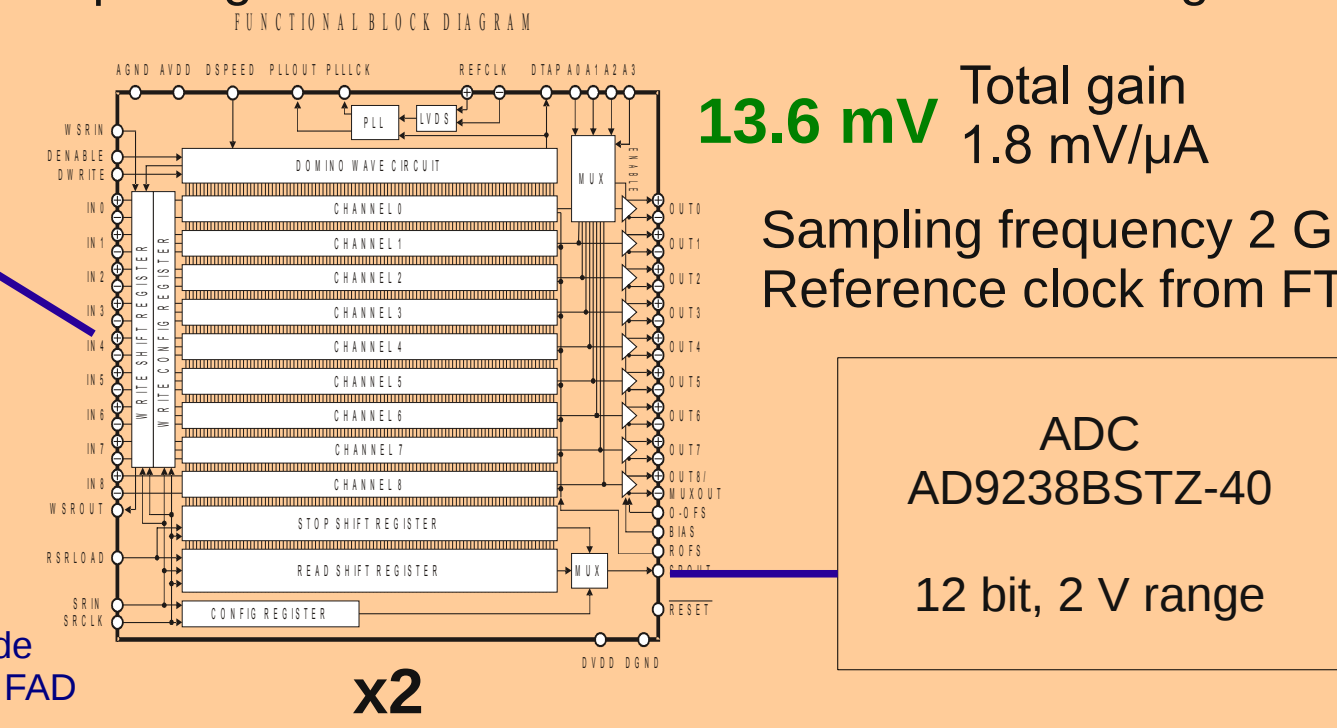 FUNCTIONAL BLOCK DIAGRAM
AGND AVDD DSPEED PLLOUT PLLLCK REFCLK DTAP A0 A1 A2 A3
13.6 mV
Total gain
1.8 mV/µA
Sampling frequency 2 G
Reference clock from FT
PLL
LVDS
WSRIN
DENABLE
DWRITE
DOMINO WAVE CIRCUIT
MUX
ENABLE
WRITE SHIFT REGISTER
WRITE CONFIG REGISTER
IN0 CHANNEL 0 OUT0
IN1 CHANNEL 1 OUT1
IN2 CHANNEL 2 OUT2
IN3 CHANNEL 3 OUT3
IN4 CHANNEL 4 OUT4
IN5 CHANNEL 5 OUT5
IN6 CHANNEL 6 OUT6
IN7 CHANNEL 7 OUT7
IN8 CHANNEL 8 OUT8/
MUXOUT
WSROUT
STOP SHIFT REGISTER
O-OFS
BIAS
ROFS
RSRLOAD
READ SHIFT REGISTER
MUX
SROUT
SRIN
SRCLK
CONFIG REGISTER
RESET
DVDD DGND
ADC
AD9238BSTZ-40
12 bit, 2 V range
de
FAD
x2